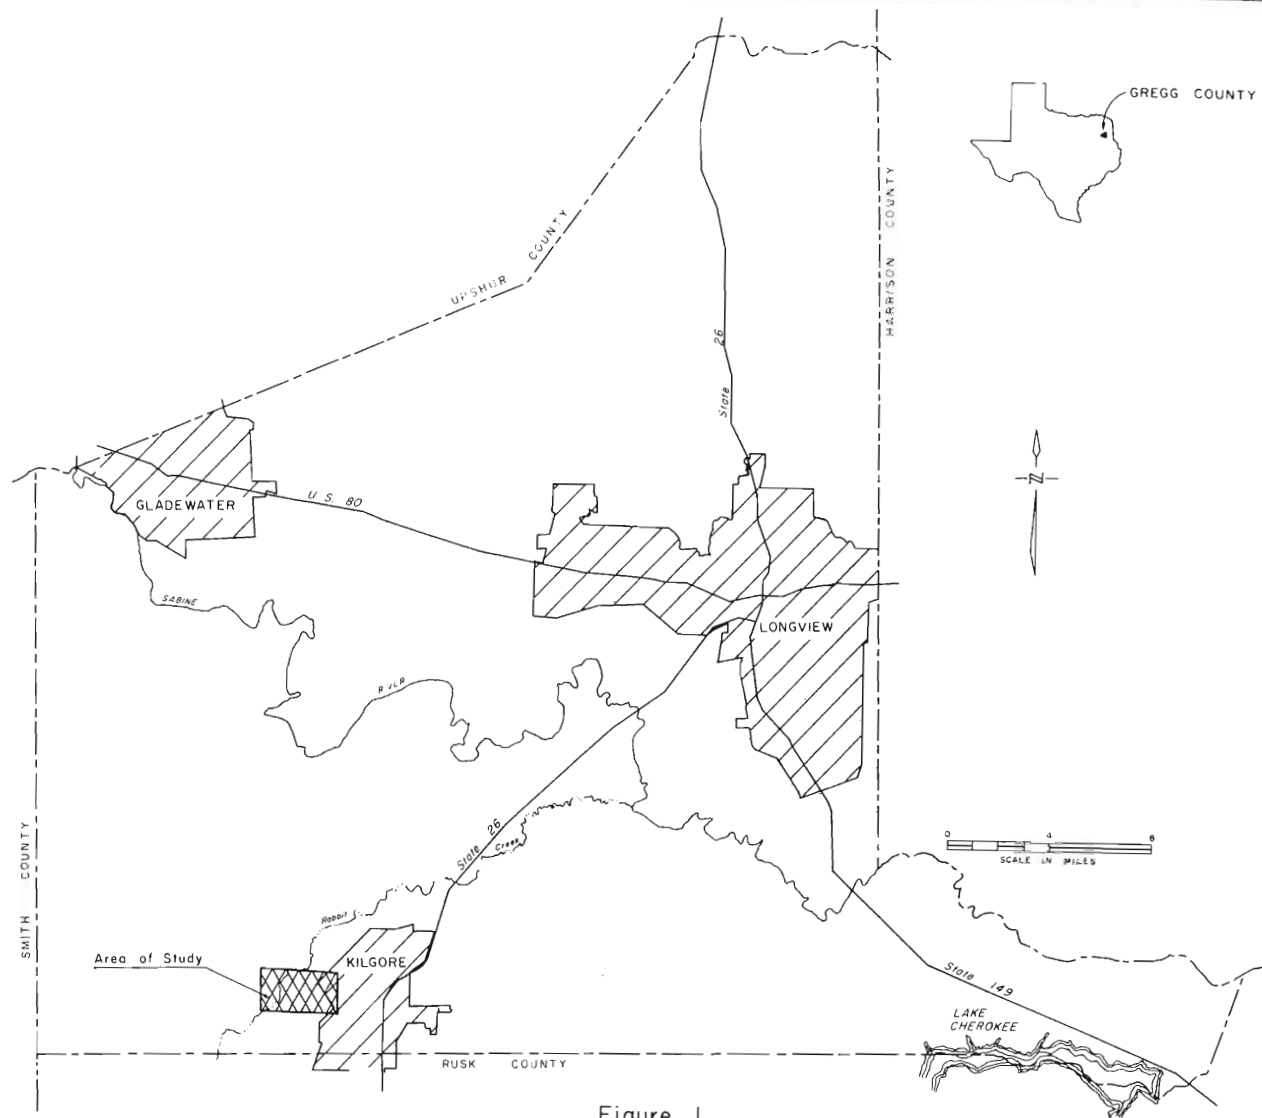 GREGG COUNTY
UPSHUR COUNTY
HARRISON COUNTY
State 26
GLADEWATER
U. S. 80
N
SABINE
RIVER
LONGVIEW
0 4 8
SCALE IN MILES
State 26
Creek
Rabbit
SMITH COUNTY
Area of Study
KILGORE
State 149
LAKE
CHEROKEE
RUSK COUNTY
Figure 1